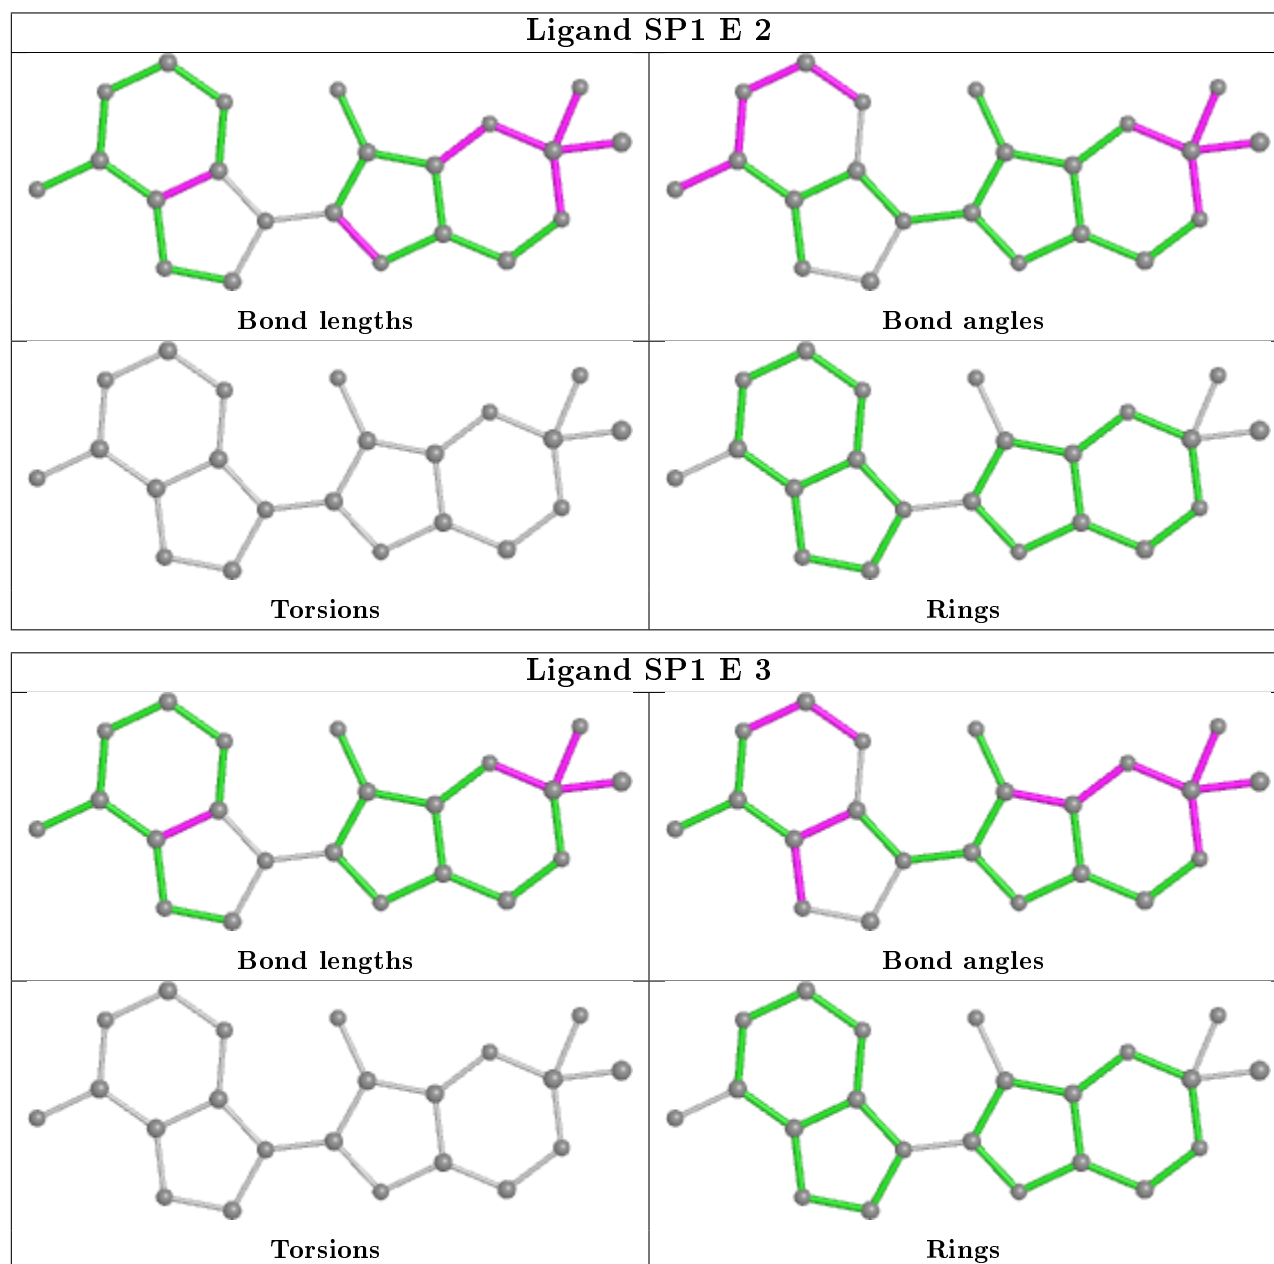 Ligand SP1 E 2
Bond lengths
Bond angles
Torsions
Rings
Ligand SP1 E 3
Bond lengths
Bond angles
Torsions
Rings